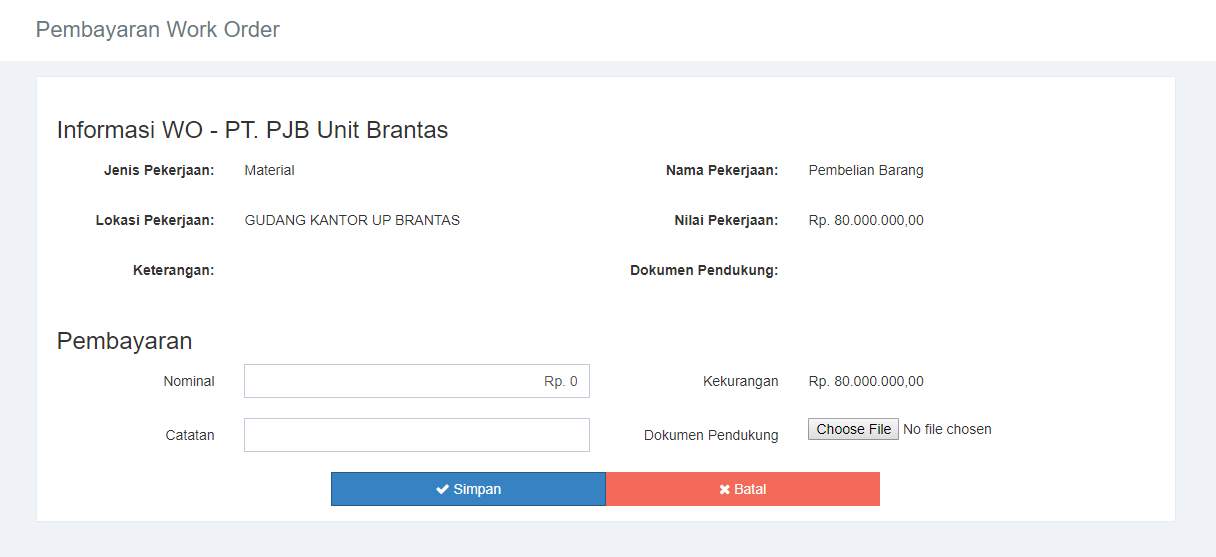 Pembayaran Work Order
Informasi WO - PT. PJB Unit Brantas
Jenis Pekerjaan: Material Nama Pekerjaan: Pembelian Barang
Lokasi Pekerjaan: GUDANG KANTOR UP BRANTAS Nilai Pekerjaan: Rp. 80.000.000,00
Keterangan: Dokumen Pendukung:
Pembayaran
Nominal Rp. 0 Kekurangan Rp. 80.000.000,00
Catatan Dokumen Pendukung Choose File No file chosen
Simpan Batal